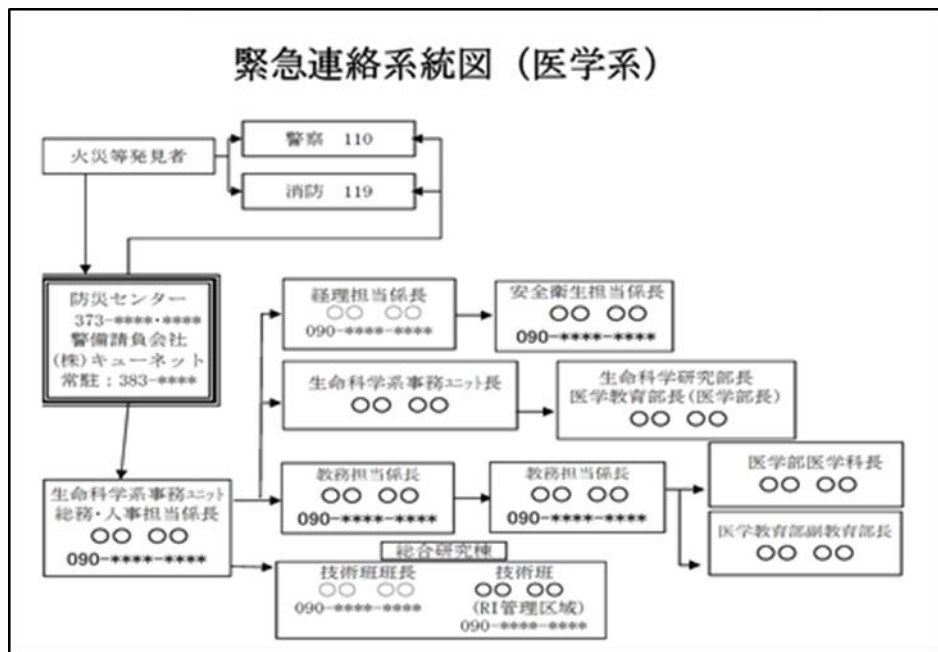 緊急連絡系統図（医学系）
警察 110
火災等発見者
消防 119
防災センター
373-****・****
警備請負会社
(株)キューネット
常駐：383-****
経理担当係長
○○ ○○
090-****-****
安全衛生担当係長
○○ ○○
090-****-****
生命科学系事務ユニット長
○○ ○○
生命科学研究部長
医学教育部長(医学部長)
○○ ○○
生命科学系事務ユニット
総務・人事担当係長
○○ ○○
090-****-****
教務担当係長
○○ ○○
090-****-****
教務担当係長
○○ ○○
090-****-****
医学部医学科長
○○ ○○
医学教育部副教育部長
○○ ○○
総合研究棟
技術班班長
○○ ○○
090-****-****
技術班
○○ ○○
(RI管理区域)
090-****-****